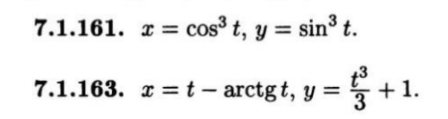 7.1.161. x = cos³ t, y = sin³ t.
7.1.163. x = t − arctg t, y = t³/3 + 1.